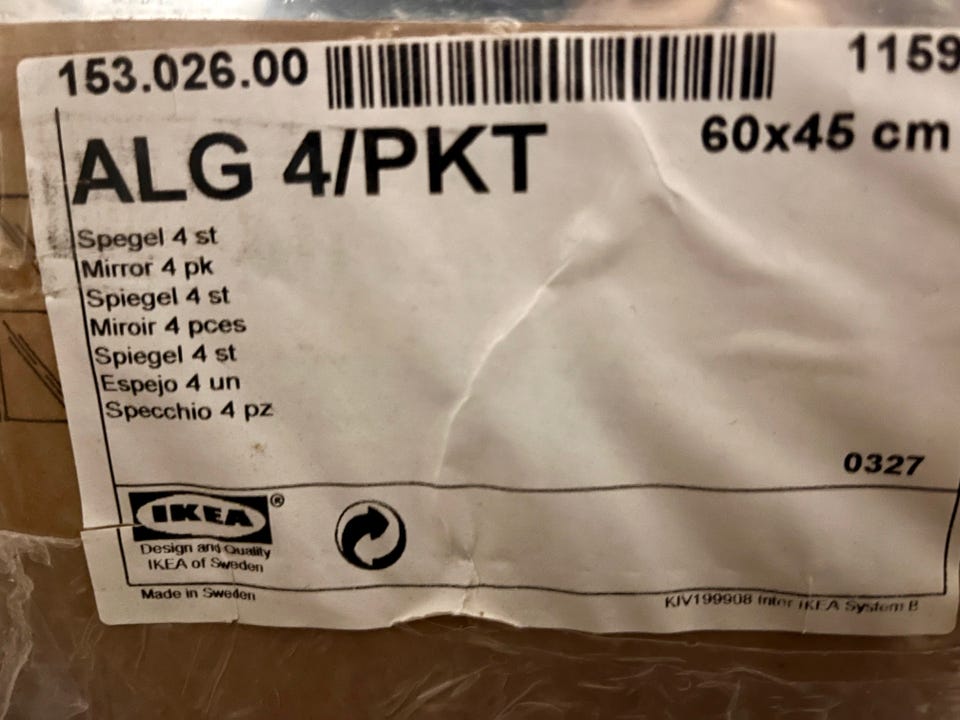 153.026.00 1159
ALG 4/PKT 60x45 cm
Spegel 4 st
Mirror 4 pk
Spiegel 4 st
Miroir 4 pces
Spiegel 4 st
Espejo 4 un
Specchio 4 pz
0327
IKEA®
Design and Quality
IKEA of Sweden
Made in Sweden KIV199908 Inter IKEA System B